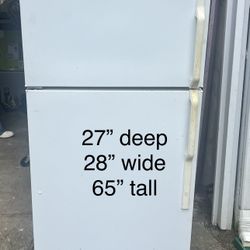 27” deep
28” wide
65” tall